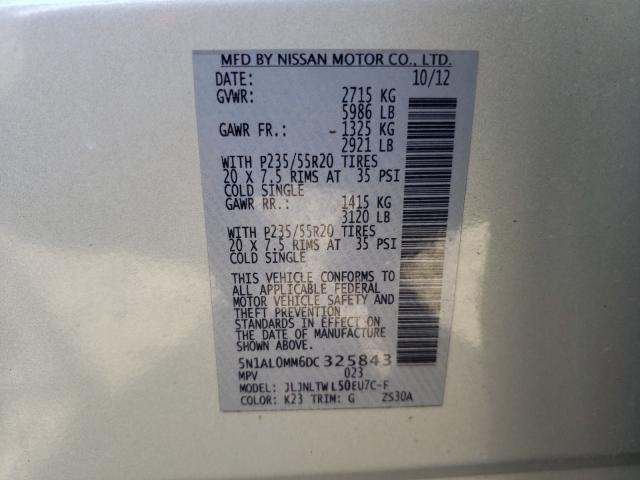 MFD BY NISSAN MOTOR CO., LTD.
DATE: 10/12
GVWR: 2715 KG
5986 LB
GAWR FR.: 1325 KG
2921 LB
WITH P235/55R20 TIRES
20 X 7.5 RIMS AT 35 PSI
COLD SINGLE
GAWR RR.: 1415 KG
3120 LB
WITH P235/55R20 TIRES
20 X 7.5 RIMS AT 35 PSI
COLD SINGLE
THIS VEHICLE CONFORMS TO
ALL APPLICABLE FEDERAL
MOTOR VEHICLE SAFETY AND
THEFT PREVENTION
STANDARDS IN EFFECT ON
THE DATE OF MANUFACTURE
SHOWN ABOVE.
5N1AL0MM6DC325843
MPV 023
MODEL: JLJNLTWL50EU7C-F
COLOR: K23 TRIM: G ZS30A